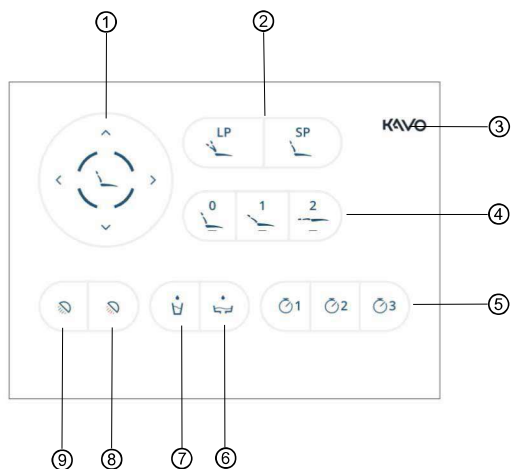 ① ②
LP SP
KAVO ③
0 1 2 ④
1 2 3 ⑤
⑨ ⑧ ⑦ ⑥